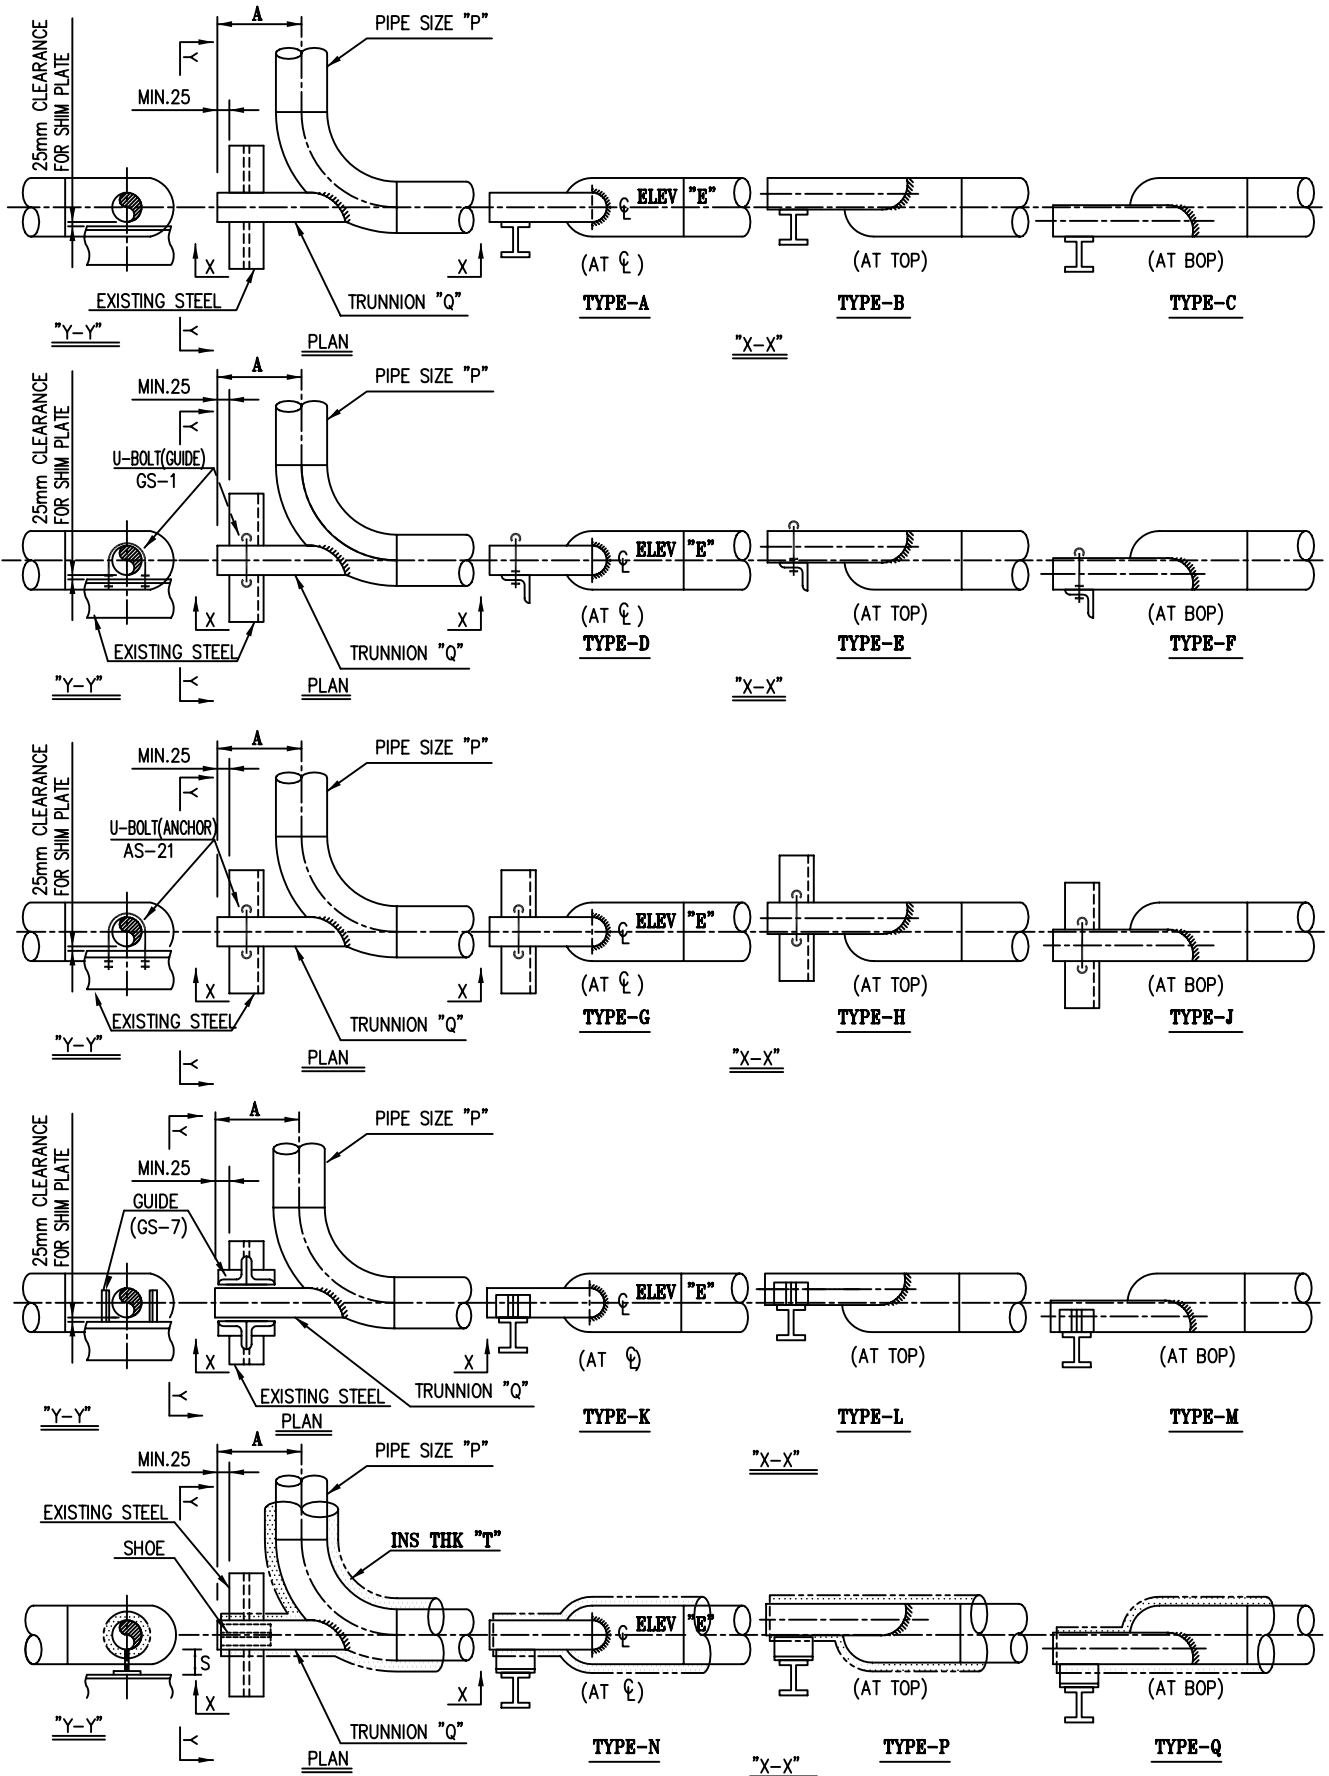 A
PIPE SIZE "P"
Y
MIN.25
25mm CLEARANCE
FOR SHIM PLATE
℄ ELEV "E"
X
X
(AT ℄)
(AT TOP)
(AT BOP)
EXISTING STEEL
TRUNNION "Q"
TYPE-A
TYPE-B
TYPE-C
"Y-Y"
Y
PLAN
"X-X"
A
PIPE SIZE "P"
MIN.25
Y
25mm CLEARANCE
FOR SHIM PLATE
U-BOLT(GUIDE)
GS-1
℄ ELEV "E"
X
X
(AT ℄)
(AT TOP)
(AT BOP)
EXISTING STEEL
TRUNNION "Q"
TYPE-D
TYPE-E
TYPE-F
"Y-Y"
Y
PLAN
"X-X"
A
PIPE SIZE "P"
MIN.25
Y
25mm CLEARANCE
FOR SHIM PLATE
U-BOLT(ANCHOR)
AS-21
℄ ELEV "E"
X
X
(AT ℄)
(AT TOP)
(AT BOP)
EXISTING STEEL
TRUNNION "Q"
TYPE-G
TYPE-H
TYPE-J
"Y-Y"
Y
PLAN
"X-X"
A
PIPE SIZE "P"
Y
MIN.25
25mm CLEARANCE
FOR SHIM PLATE
GUIDE
(GS-7)
℄ ELEV "E"
X
X
(AT ℄)
(AT TOP)
(AT BOP)
EXISTING STEEL
TRUNNION "Q"
Y
TYPE-K
TYPE-L
TYPE-M
"Y-Y"
PLAN
"X-X"
A
PIPE SIZE "P"
MIN.25
Y
EXISTING STEEL
SHOE
INS THK "T"
℄ ELEV "E"
S
X
X
(AT ℄)
(AT TOP)
(AT BOP)
"Y-Y"
Y
TRUNNION "Q"
PLAN
TYPE-N
TYPE-P
TYPE-Q
"X-X"